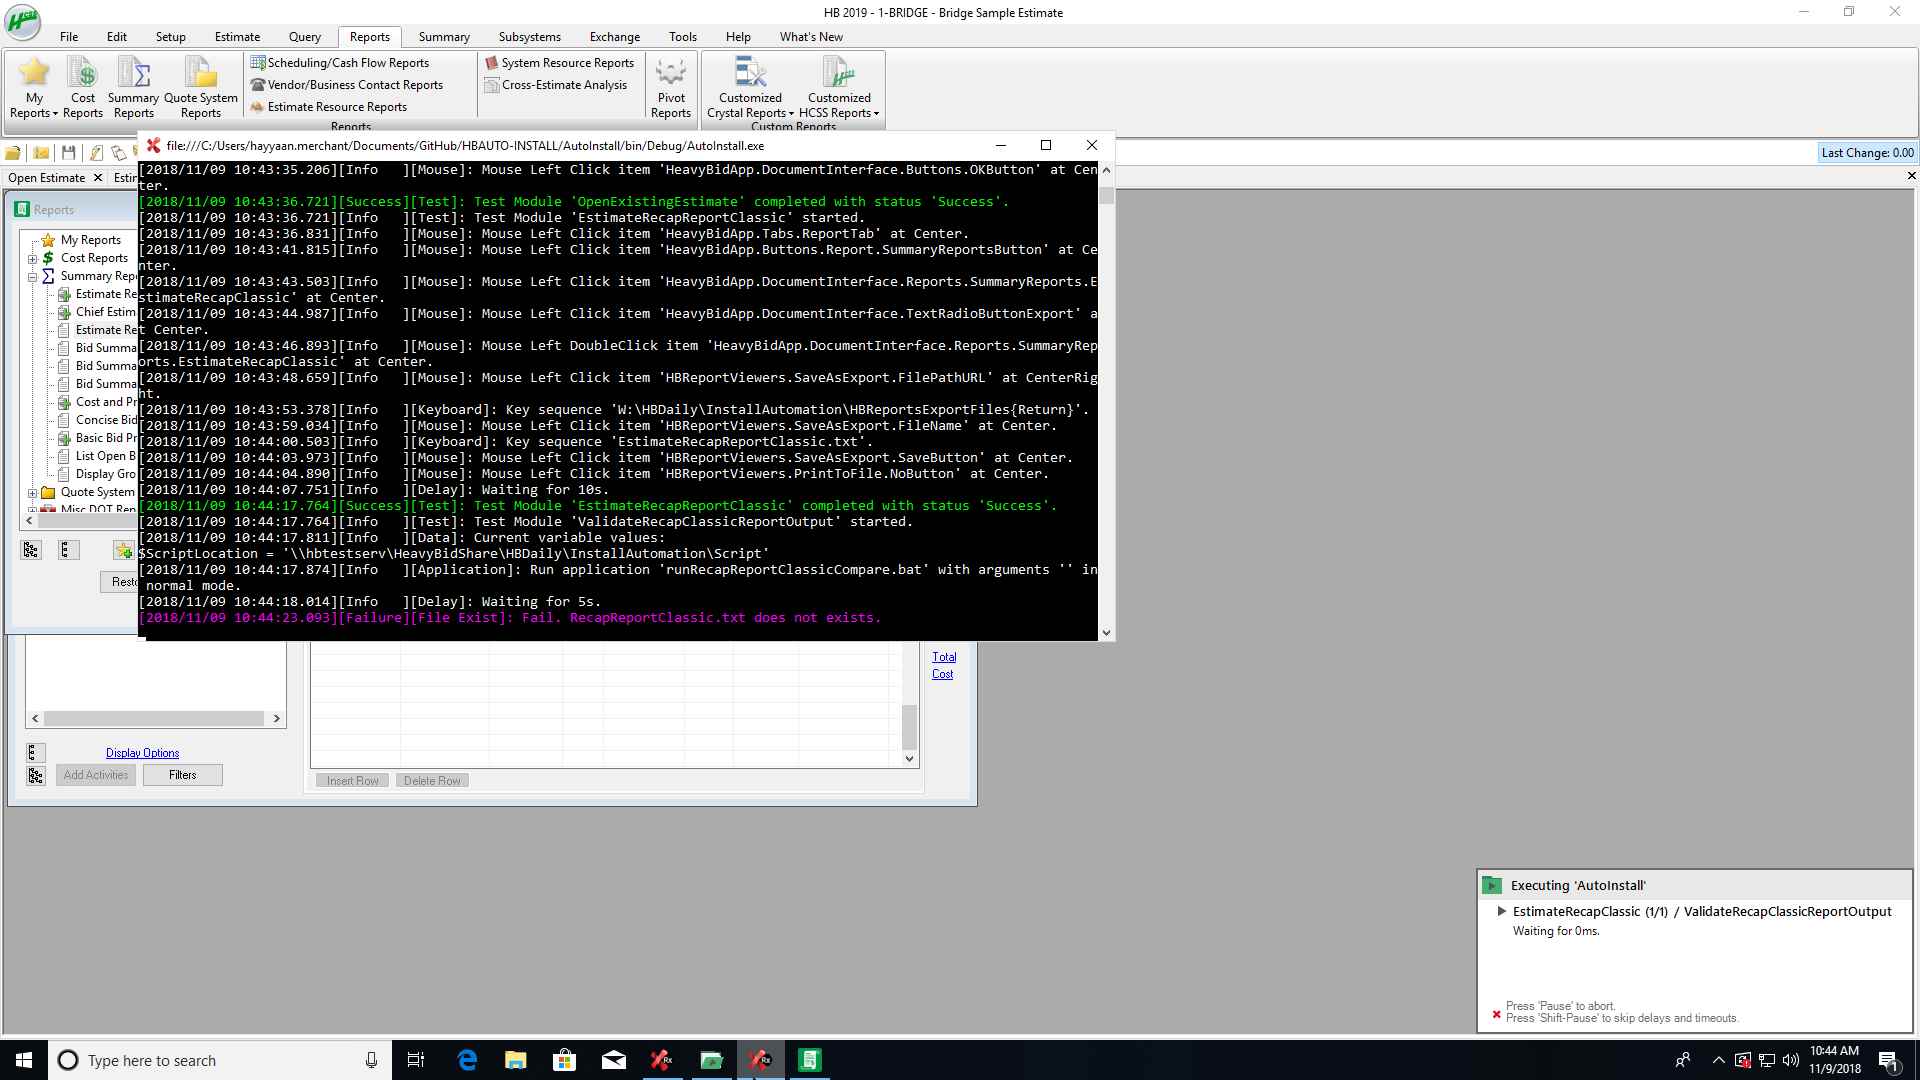 HB 2019 - 1-BRIDGE - Bridge Sample Estimate
File Edit Setup Estimate Query Reports Summary Subsystems Exchange Tools Help What's New
My Reports
Cost Reports
Summary Reports
Quote System Reports
Scheduling/Cash Flow Reports
Vendor/Business Contact Reports
Estimate Resource Reports
System Resource Reports
Cross-Estimate Analysis
Pivot Reports
Customized Crystal Reports
Customized HCSS Reports
Reports
Custom Reports
Last Change: 0.00
Open Estimate
Estin
Reports
My Reports
Cost Reports
Summary Repo
Estimate Re
Chief Estim
Estimate Re
Bid Summa
Bid Summa
Bid Summa
Cost and Pr
Concise Bid
Basic Bid Pr
List Open B
Display Gro
Quote System
Misc DOT Rep
Resto
file:///C:/Users/hayyaan.merchant/Documents/GitHub/HBAUTO-INSTALL/AutoInstall/bin/Debug/AutoInstall.exe
[2018/11/09 10:43:35.206][Info   ][Mouse]: Mouse Left Click item 'HeavyBidApp.DocumentInterface.Buttons.OKButton' at Cen
ter.
[2018/11/09 10:43:36.721][Success][Test]: Test Module 'OpenExistingEstimate' completed with status 'Success'.
[2018/11/09 10:43:36.721][Info   ][Test]: Test Module 'EstimateRecapReportClassic' started.
[2018/11/09 10:43:36.831][Info   ][Mouse]: Mouse Left Click item 'HeavyBidApp.Tabs.ReportTab' at Center.
[2018/11/09 10:43:41.815][Info   ][Mouse]: Mouse Left Click item 'HeavyBidApp.Buttons.Report.SummaryReportsButton' at Ce
nter.
[2018/11/09 10:43:43.503][Info   ][Mouse]: Mouse Left Click item 'HeavyBidApp.DocumentInterface.Reports.SummaryReports.E
stimateRecapClassic' at Center.
[2018/11/09 10:43:44.987][Info   ][Mouse]: Mouse Left Click item 'HeavyBidApp.DocumentInterface.TextRadioButtonExport' a
t Center.
[2018/11/09 10:43:46.893][Info   ][Mouse]: Mouse Left DoubleClick item 'HeavyBidApp.DocumentInterface.Reports.SummaryRep
orts.EstimateRecapClassic' at Center.
[2018/11/09 10:43:48.659][Info   ][Mouse]: Mouse Left Click item 'HBReportViewers.SaveAsExport.FilePathURL' at CenterRig
ht.
[2018/11/09 10:43:53.378][Info   ][Keyboard]: Key sequence 'W:\HBDaily\InstallAutomation\HBReportsExportFiles{Return}'.
[2018/11/09 10:43:59.034][Info   ][Mouse]: Mouse Left Click item 'HBReportViewers.SaveAsExport.FileName' at Center.
[2018/11/09 10:44:00.503][Info   ][Keyboard]: Key sequence 'EstimateRecapReportClassic.txt'.
[2018/11/09 10:44:03.973][Info   ][Mouse]: Mouse Left Click item 'HBReportViewers.SaveAsExport.SaveButton' at Center.
[2018/11/09 10:44:04.890][Info   ][Mouse]: Mouse Left Click item 'HBReportViewers.PrintToFile.NoButton' at Center.
[2018/11/09 10:44:07.751][Info   ][Delay]: Waiting for 10s.
[2018/11/09 10:44:17.764][Success][Test]: Test Module 'EstimateRecapReportClassic' completed with status 'Success'.
[2018/11/09 10:44:17.764][Info   ][Test]: Test Module 'ValidateRecapClassicReportOutput' started.
[2018/11/09 10:44:17.811][Info   ][Data]: Current variable values:
$ScriptLocation = '\\hbtestserv\HeavyBidShare\HBDaily\InstallAutomation\Script'
[2018/11/09 10:44:17.874][Info   ][Application]: Run application 'runRecapReportClassicCompare.bat' with arguments '' in
 normal mode.
[2018/11/09 10:44:18.014][Info   ][Delay]: Waiting for 5s.
[2018/11/09 10:44:23.093][Failure][File Exist]: Fail. RecapReportClassic.txt does not exists.
Total
Cost
Display Options
Add Activities
Filters
Insert Row
Delete Row
Executing 'AutoInstall'
EstimateRecapClassic (1/1) / ValidateRecapClassicReportOutput
Waiting for 0ms.
Press 'Pause' to abort.
Press 'Shift-Pause' to skip delays and timeouts.
Type here to search
10:44 AM
11/9/2018
1